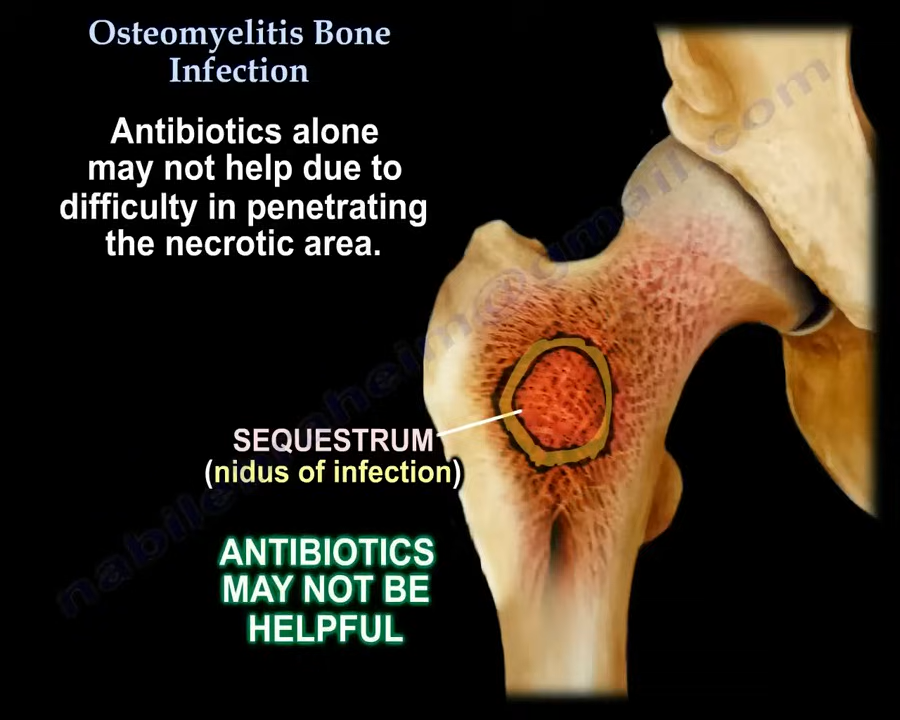 Osteomyelitis Bone
Infection
Antibiotics alone
may not help due to
difficulty in penetrating
the necrotic area.
SEQUESTRUM
(nidus of infection)
ANTIBIOTICS
MAY NOT BE
HELPFUL